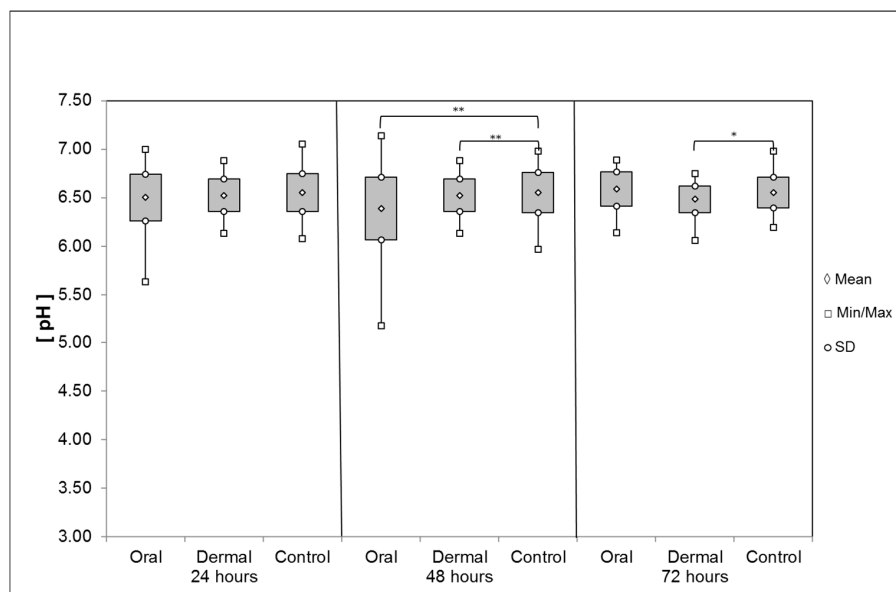 7.50
7.00
6.50
6.00
5.50
5.00
4.50
4.00
3.50
3.00
[ pH ]
**
**
*
Oral Dermal Control Oral Dermal Control Oral Dermal Control
24 hours 48 hours 72 hours
Mean
Min/Max
SD